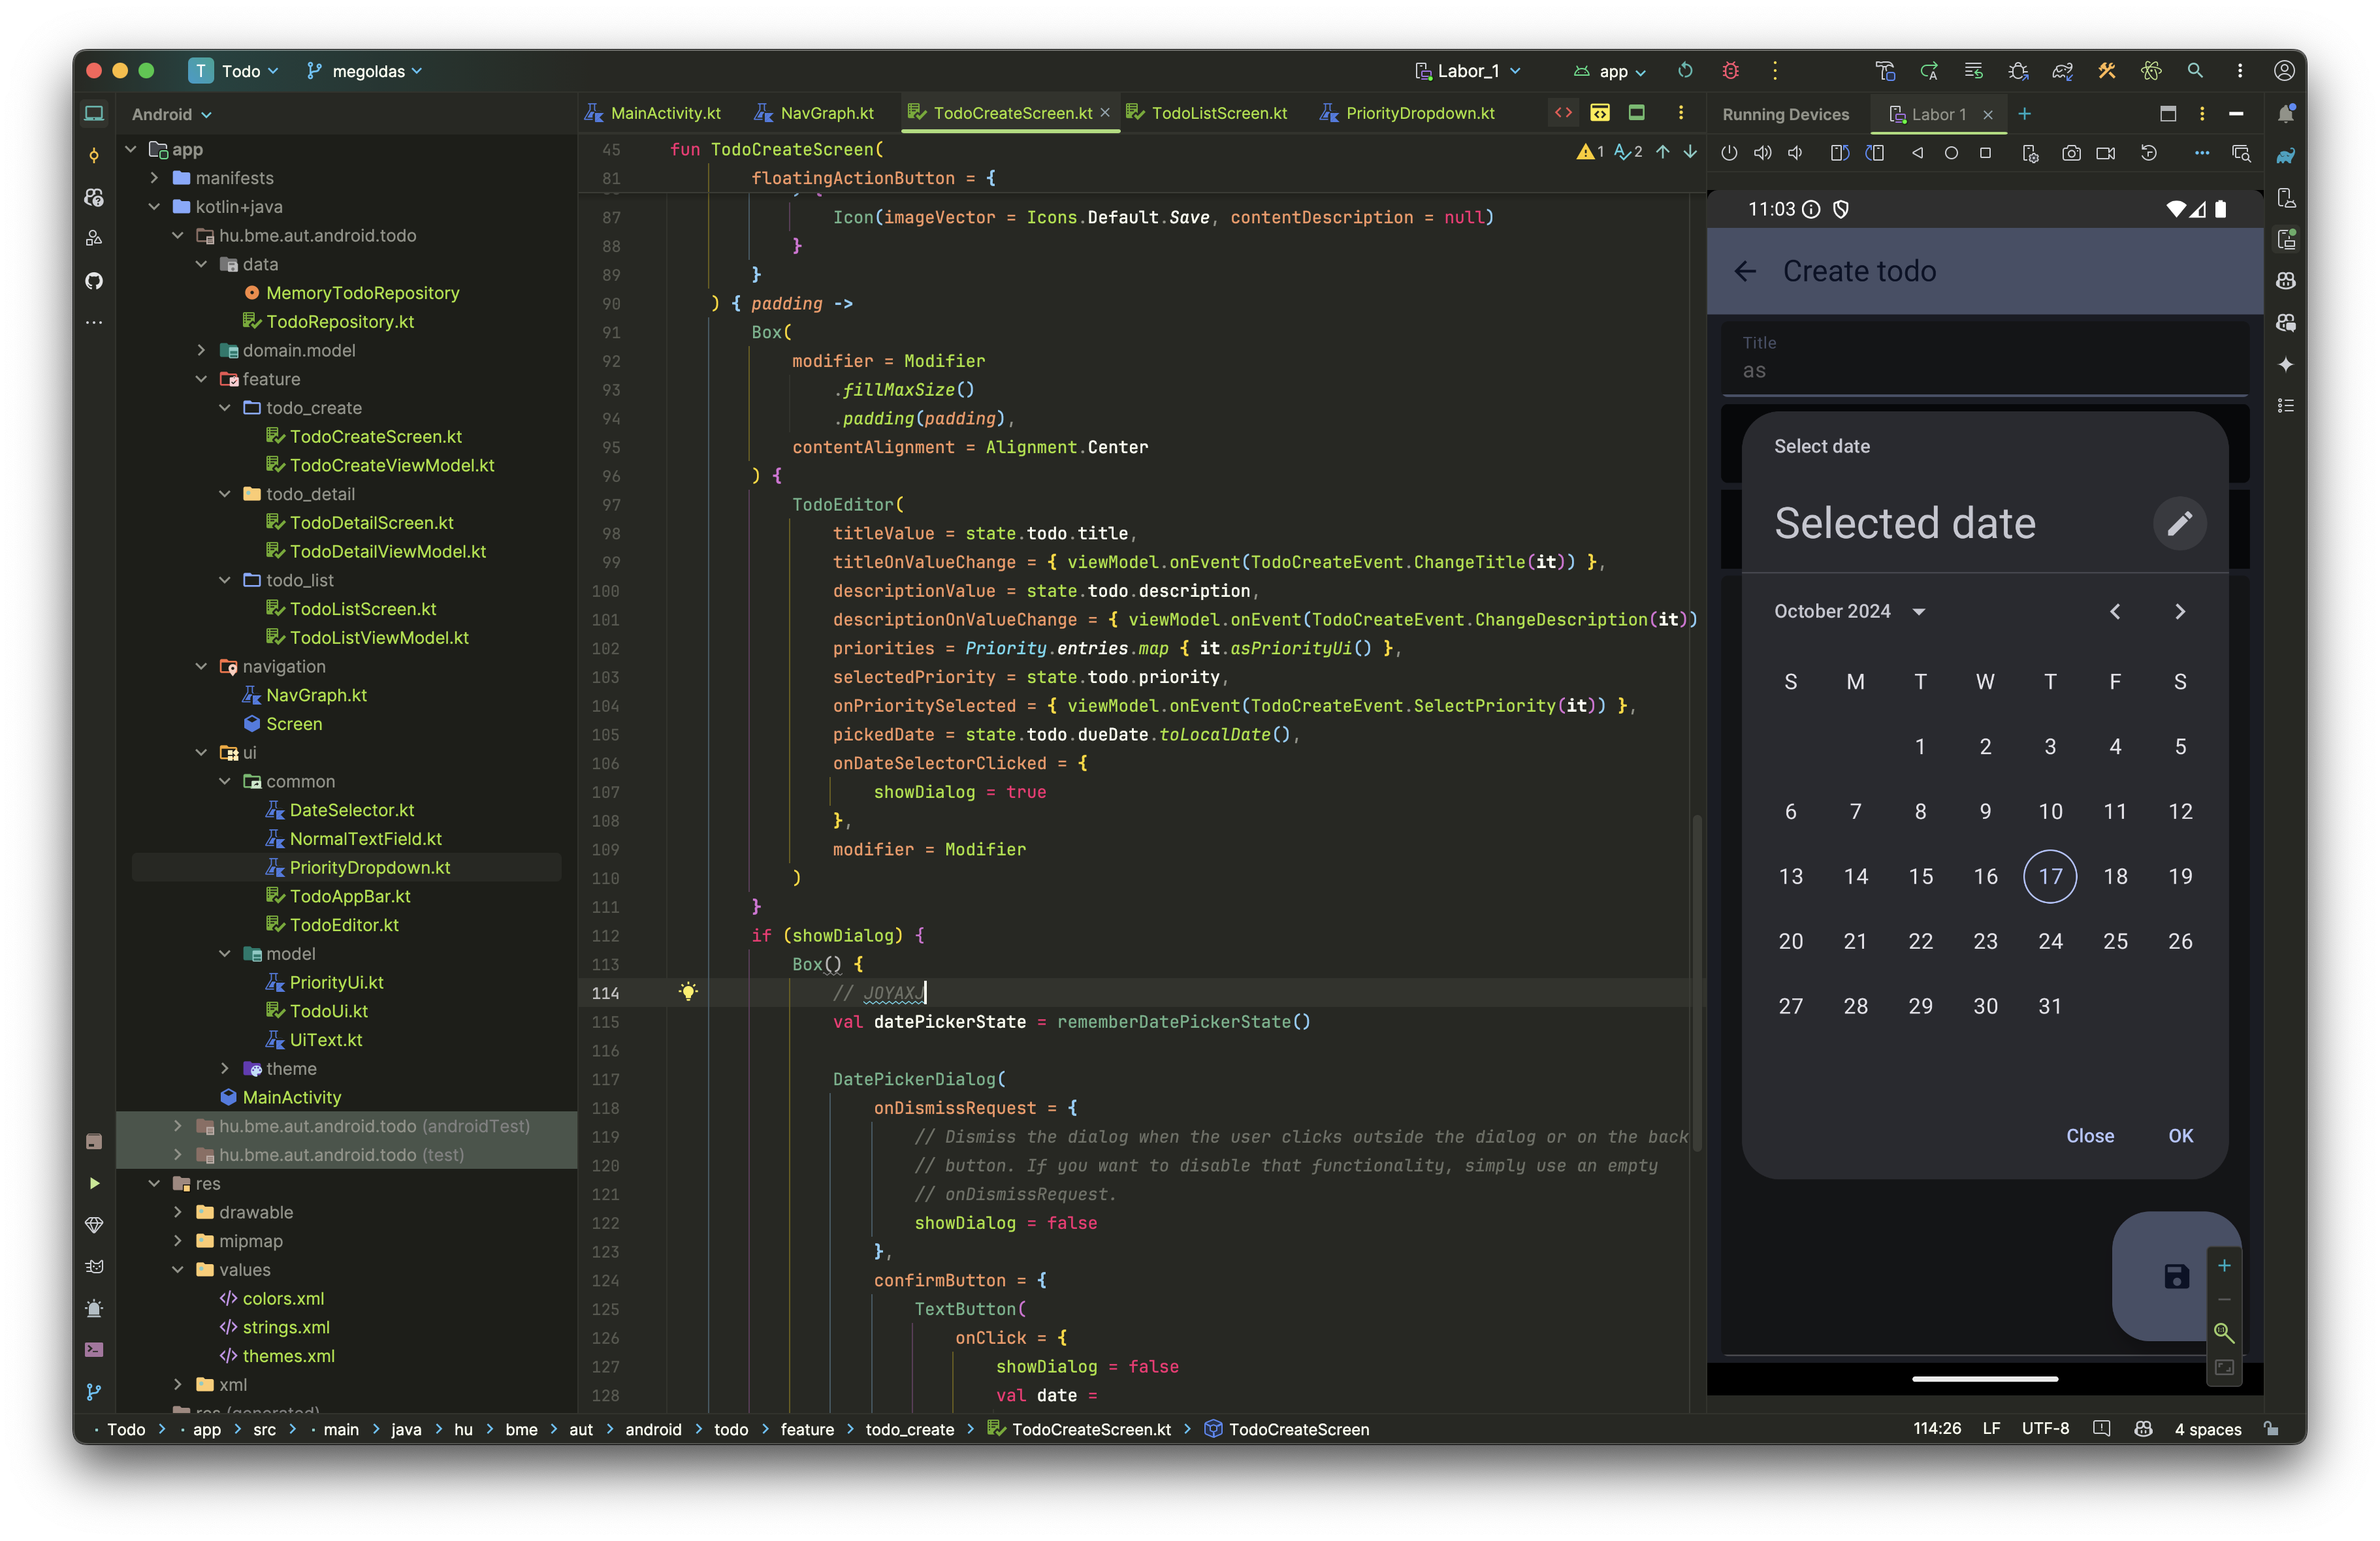 T Todo megoldas Labor_1 app
Android
app
manifests
kotlin+java
hu.bme.aut.android.todo
data
MemoryTodoRepository
TodoRepository.kt
domain.model
feature
todo_create
TodoCreateScreen.kt
TodoCreateViewModel.kt
todo_detail
TodoDetailScreen.kt
TodoDetailViewModel.kt
todo_list
TodoListScreen.kt
TodoListViewModel.kt
navigation
NavGraph.kt
Screen
ui
common
DateSelector.kt
NormalTextField.kt
PriorityDropdown.kt
TodoAppBar.kt
TodoEditor.kt
model
PriorityUi.kt
TodoUi.kt
UiText.kt
theme
MainActivity
hu.bme.aut.android.todo (androidTest)
hu.bme.aut.android.todo (test)
res
drawable
mipmap
values
colors.xml
strings.xml
themes.xml
xml
res (generated)
MainActivity.kt NavGraph.kt TodoCreateScreen.kt TodoListScreen.kt PriorityDropdown.kt
45 fun TodoCreateScreen( 1 2
81 floatingActionButton = {
87 Icon(imageVector = Icons.Default.Save, contentDescription = null)
88 }
89 }
90 ) { padding ->
91 Box(
92 modifier = Modifier
93 .fillMaxSize()
94 .padding(padding),
95 contentAlignment = Alignment.Center
96 ) {
97 TodoEditor(
98 titleValue = state.todo.title,
99 titleOnValueChange = { viewModel.onEvent(TodoCreateEvent.ChangeTitle(it)) },
100 descriptionValue = state.todo.description,
101 descriptionOnValueChange = { viewModel.onEvent(TodoCreateEvent.ChangeDescription(it))
102 priorities = Priority.entries.map { it.asPriorityUi() },
103 selectedPriority = state.todo.priority,
104 onPrioritySelected = { viewModel.onEvent(TodoCreateEvent.SelectPriority(it)) },
105 pickedDate = state.todo.dueDate.toLocalDate(),
106 onDateSelectorClicked = {
107 showDialog = true
108 },
109 modifier = Modifier
110 )
111 }
112 if (showDialog) {
113 Box() {
114 // JOYAXJ
115 val datePickerState = rememberDatePickerState()
116
117 DatePickerDialog(
118 onDismissRequest = {
119 // Dismiss the dialog when the user clicks outside the dialog or on the back
120 // button. If you want to disable that functionality, simply use an empty
121 // onDismissRequest.
122 showDialog = false
123 },
124 confirmButton = {
125 TextButton(
126 onClick = {
127 showDialog = false
128 val date =
Running Devices Labor 1
11:03
Create todo
Title
as
Select date
Selected date
October 2024
S M T W T F S
1 2 3 4 5
6 7 8 9 10 11 12
13 14 15 16 17 18 19
20 21 22 23 24 25 26
27 28 29 30 31
Close OK
Todo app src main java hu bme aut android todo feature todo_create TodoCreateScreen.kt TodoCreateScreen 114:26 LF UTF-8 4 spaces